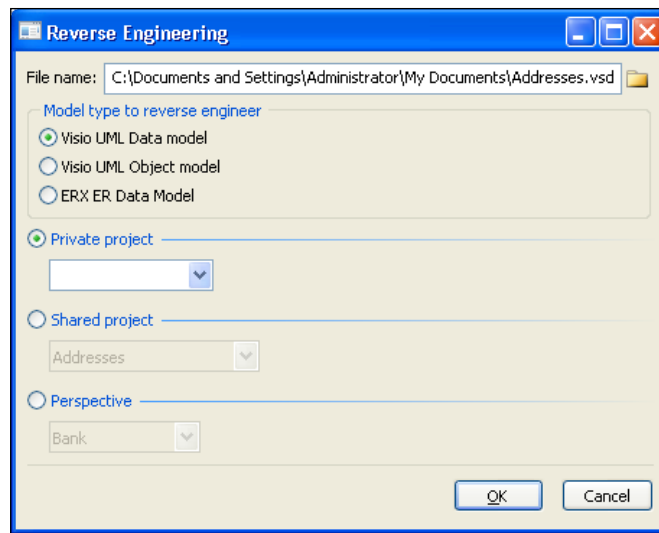 Reverse Engineering
File name: C:\Documents and Settings\Administrator\My Documents\Addresses.vsd
Model type to reverse engineer
Visio UML Data model
Visio UML Object model
ERX ER Data Model
Private project
Shared project
Addresses
Perspective
Bank
OK Cancel